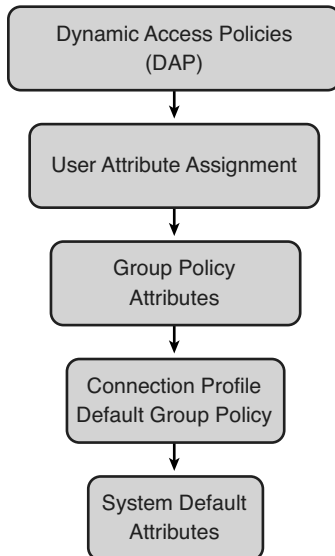 Dynamic Access Policies
(DAP)
User Attribute Assignment
Group Policy
Attributes
Connection Profile
Default Group Policy
System Default
Attributes